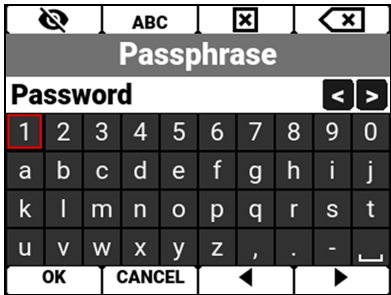 ABC
Passphrase
Password < >
1 2 3 4 5 6 7 8 9 0
a b c d e f g h i j
k l m n o p q r s t
u v w x y z , . -
OK CANCEL